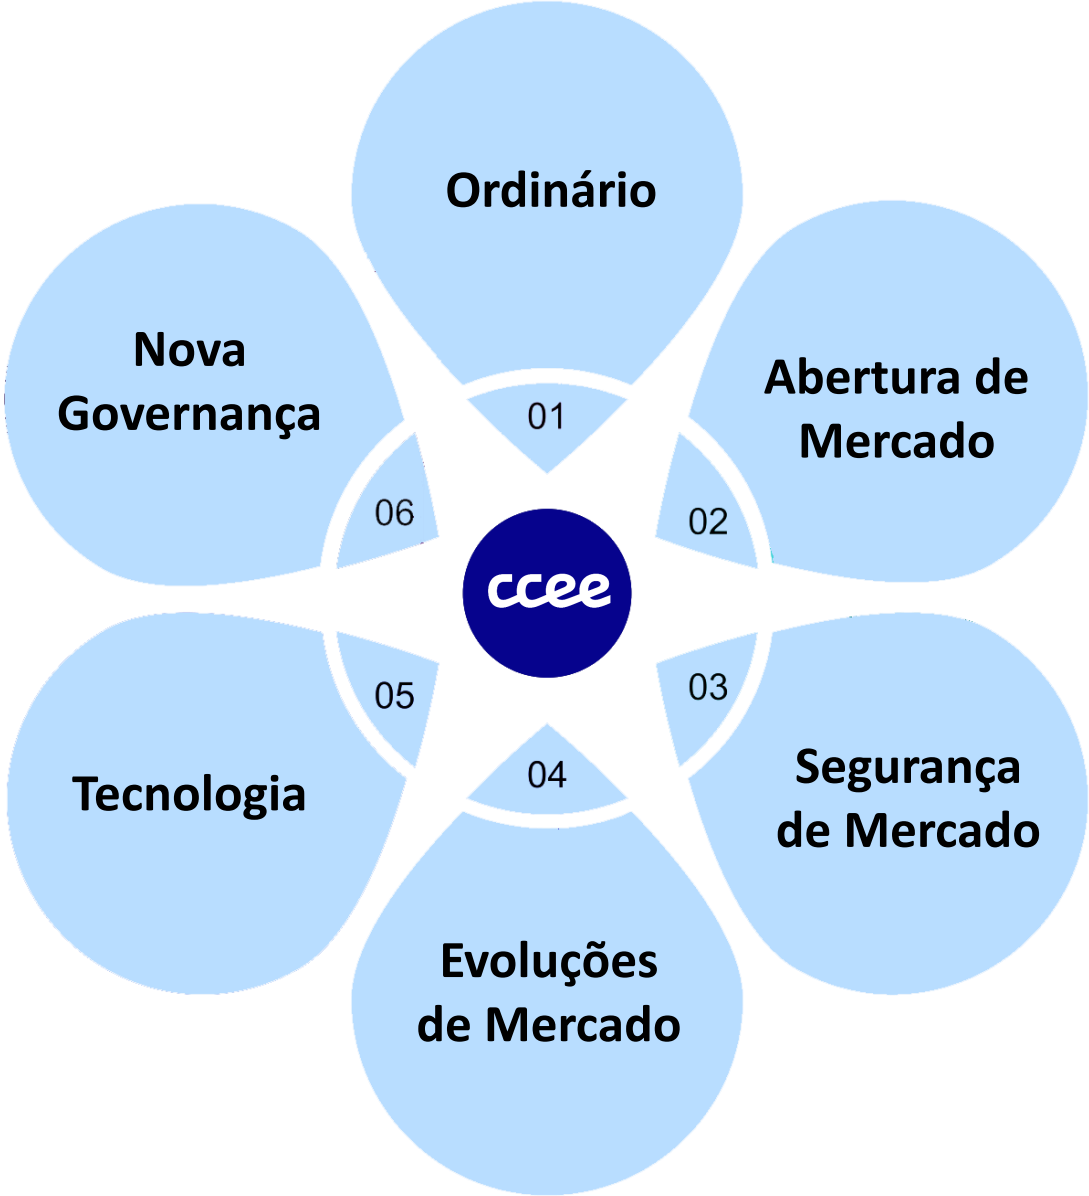 Ordinário
01
Abertura de
Mercado
02
Segurança
de Mercado
03
Evoluções
de Mercado
04
Tecnologia
05
Nova
Governança
06
ccee